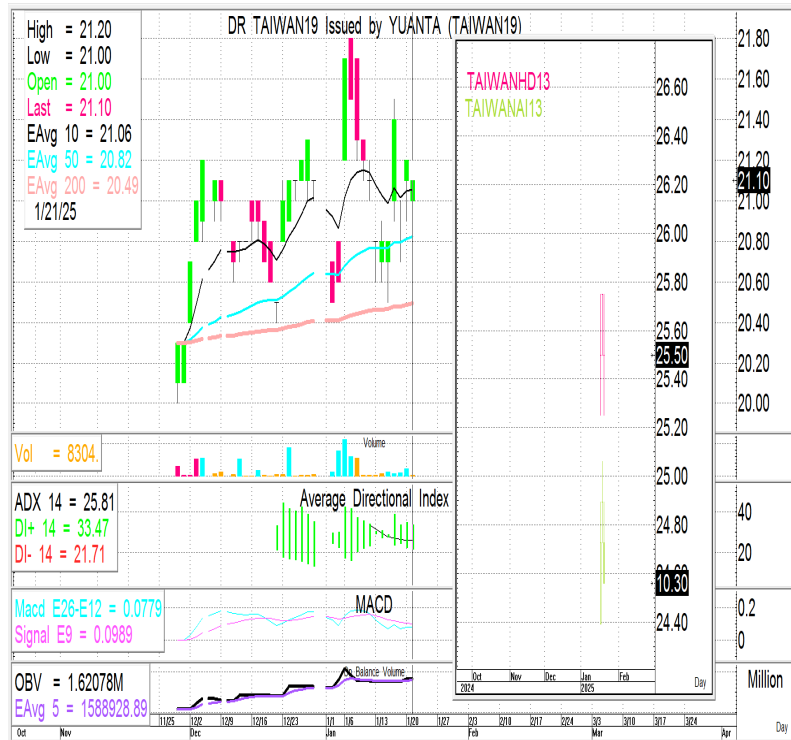 DR TAIWAN19 Issued by YUANTA (TAIWAN19)
High = 21.20
Low = 21.00
Open = 21.00
Last = 21.10
EAvg 10 = 21.06
EAvg 50 = 20.82
EAvg 200 = 20.49
1/21/25
TAIWANHD13
TAIWANAI13
26.60
26.40
26.20
26.00
25.80
25.60
25.50
25.40
25.20
25.00
24.80
24.60
10.30
24.40
Oct Nov Dec Jan Feb
2024 2025 Day
21.80
21.60
21.40
21.20
21.10
21.00
20.80
20.60
20.40
20.20
20.00
Vol = 8304.
Volume
ADX 14 = 25.81
DI+ 14 = 33.47
DI- 14 = 21.71
Average Directional Index
40
20
Macd E26-E12 = 0.0779
Signal E9 = 0.0989
MACD
0.2
0
OBV = 1.62078M
EAvg 5 = 1588928.89
On Balance Volume
Million
11/25 12/2 12/9 12/16 12/23 1/1 1/6 1/13 1/20 1/27 2/3 2/10 2/17 2/24 3/3 3/10 3/17 3/24
Oct Nov Dec Jan Feb Mar Apr Day